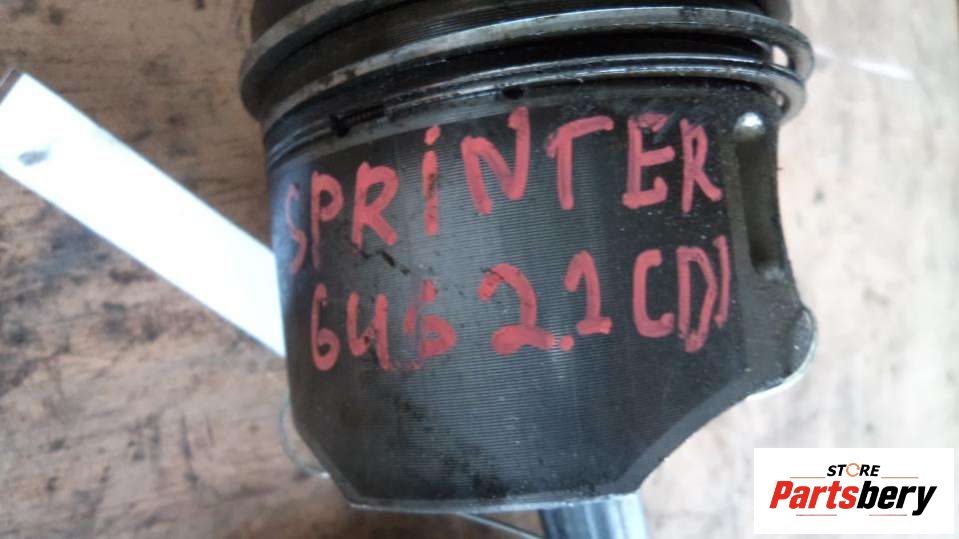 SPRiNTER
646 2.1 CDI
STORE
Partsbery